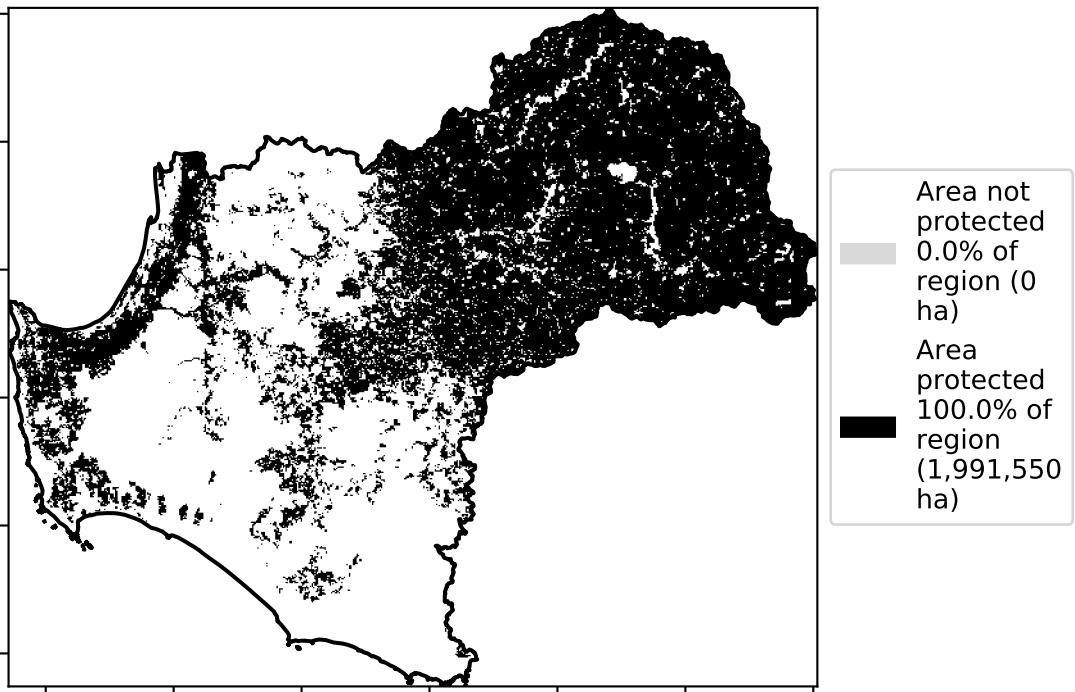 Area not
protected
0.0% of
region (0
ha)
Area
protected
100.0% of
region
(1,991,550
ha)